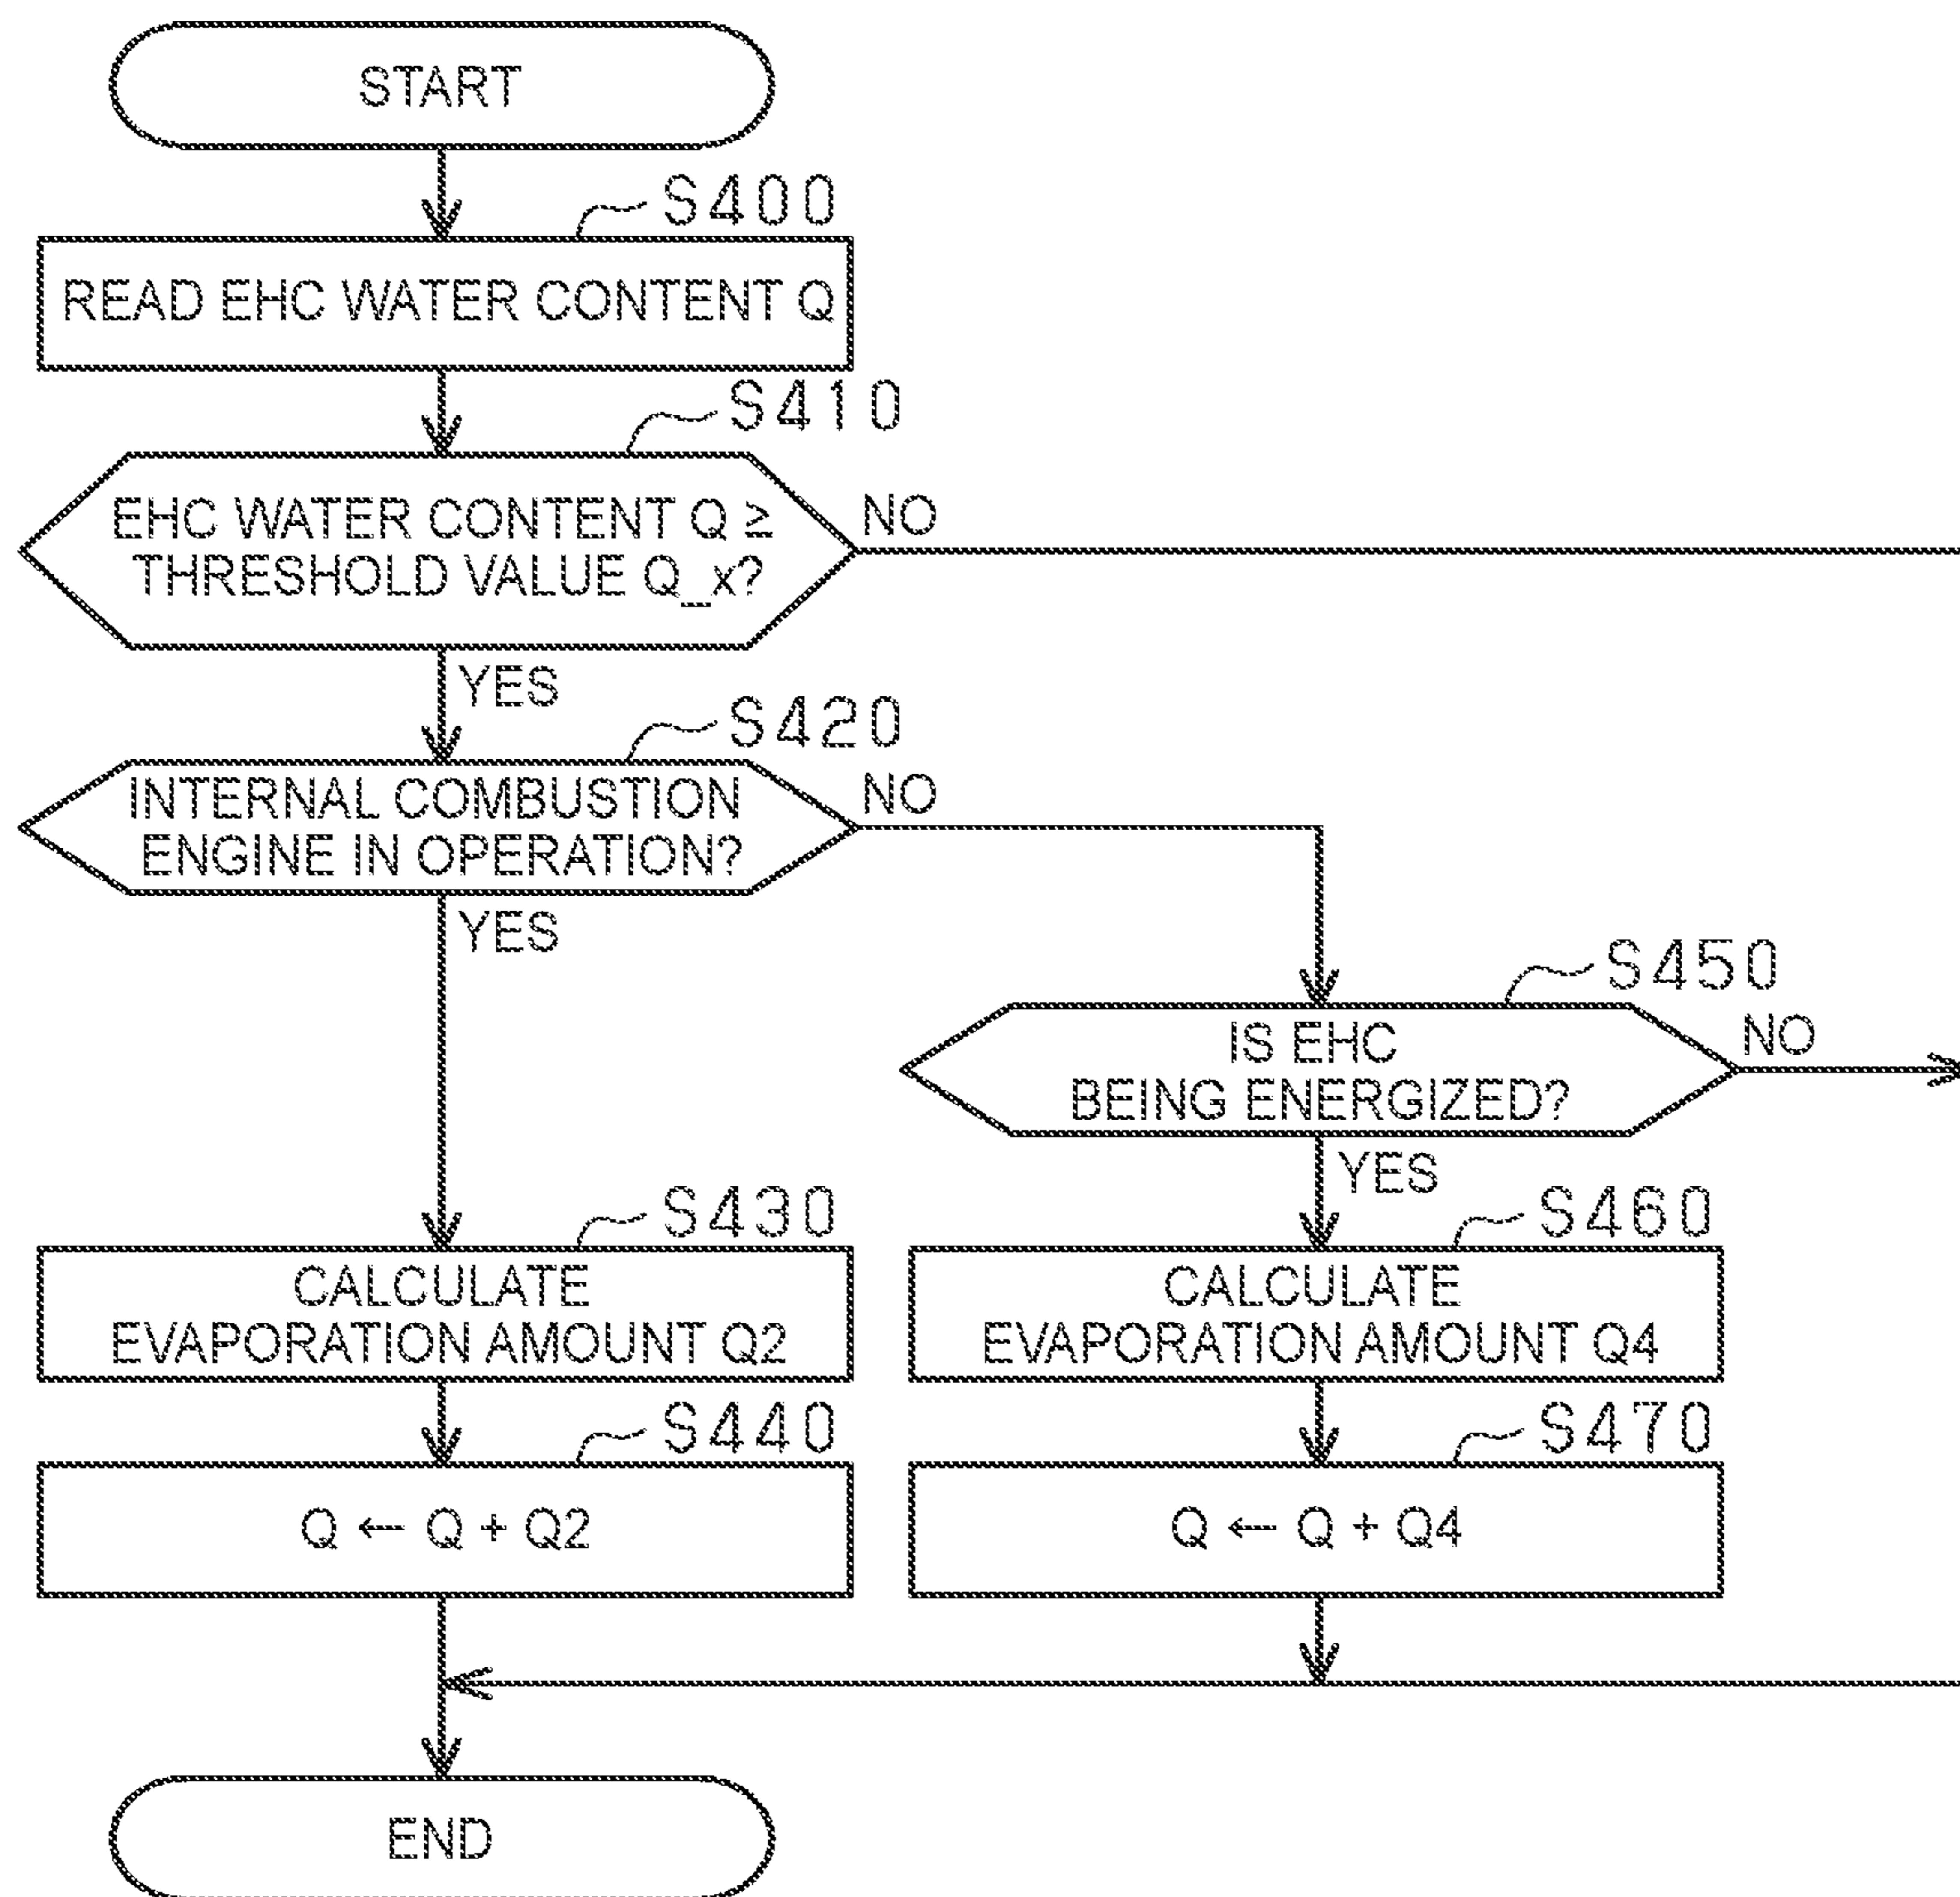 START
S400
READ EHC WATER CONTENT Q
S410
EHC WATER CONTENT Q ≥
THRESHOLD VALUE Q_x?
NO
YES
S420
INTERNAL COMBUSTION
ENGINE IN OPERATION?
NO
YES
S450
IS EHC
BEING ENERGIZED?
NO
YES
S430
CALCULATE
EVAPORATION AMOUNT Q2
S460
CALCULATE
EVAPORATION AMOUNT Q4
S440
Q ← Q + Q2
S470
Q ← Q + Q4
END